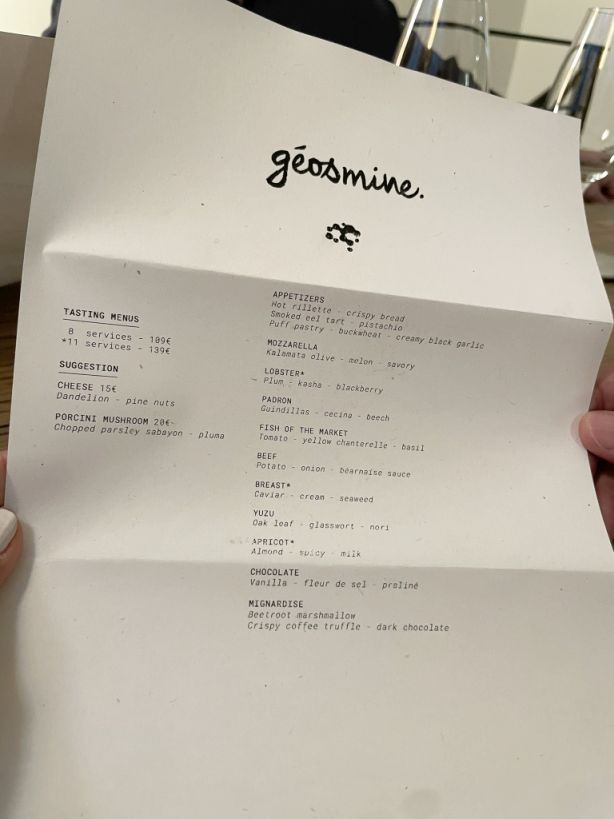 géosmine.
TASTING MENUS
8 services - 109€
*11 services - 139€
SUGGESTION
CHEESE 15€
Dandelion - pine nuts
PORCINI MUSHROOM 20€
Chopped parsley sabayon - pluma
APPETIZERS
Hot rillette - crispy bread
Smoked eel tart - pistachio
Puff pastry - buckwheat - creamy black garlic
MOZZARELLA
Kalamata olive - melon - savory
LOBSTER*
Plum - kasha - blackberry
PADRON
Guindillas - cecina - beech
FISH OF THE MARKET
Tomato - yellow chanterelle - basil
BEEF
Potato - onion - béarnaise sauce
BREAST*
Caviar - cream - seaweed
YUZU
Oak leaf - glasswort - nori
APRICOT*
Almond - spicy - milk
CHOCOLATE
Vanilla - fleur de sel - praliné
MIGNARDISE
Beetroot marshmallow
Crispy coffee truffle - dark chocolate